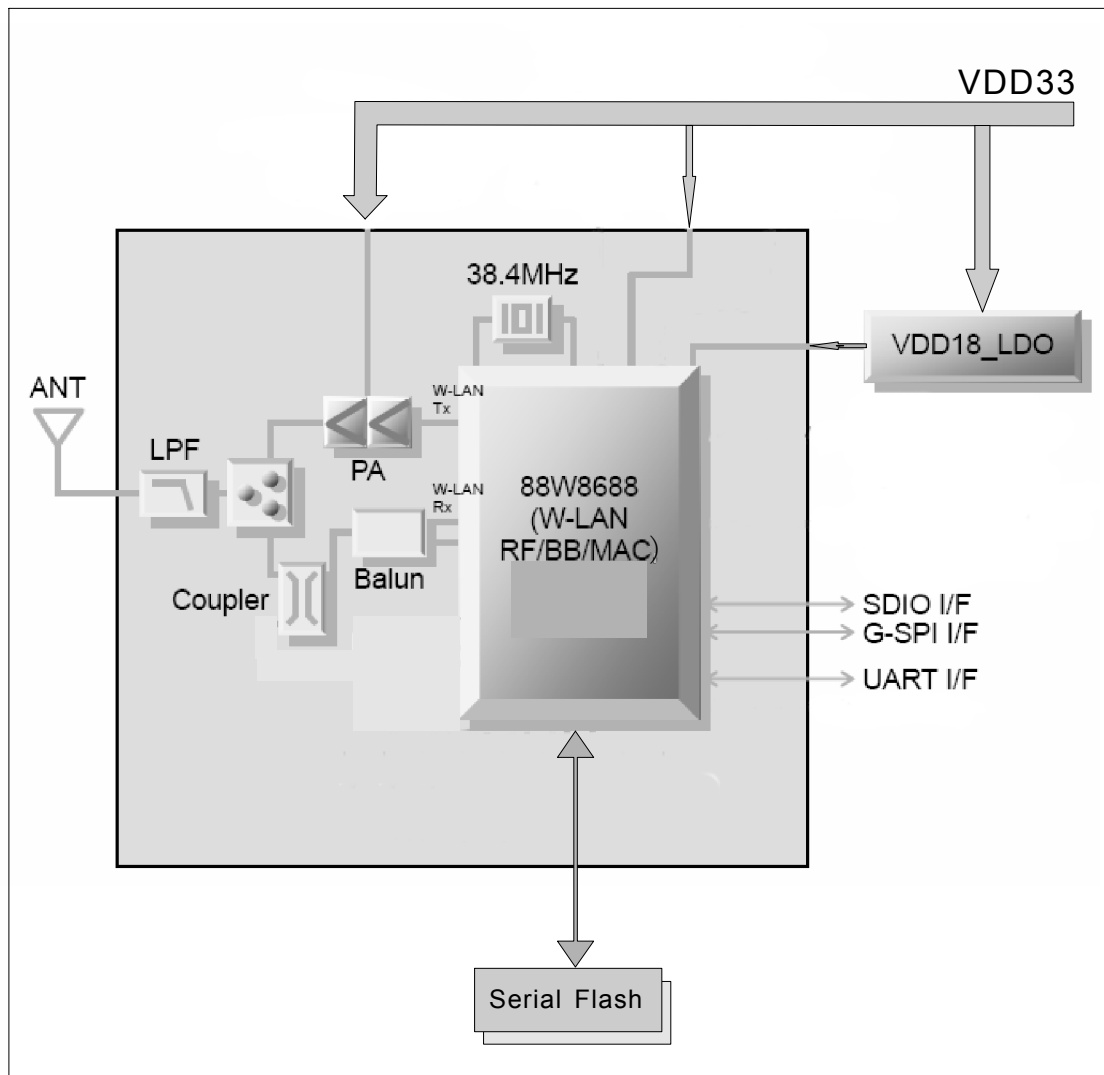 VDD33
38.4MHz
VDD18_LDO
ANT
W-LAN
Tx
LPF
PA
W-LAN
Rx
88W8688
(W-LAN
RF/BB/MAC)
Balun
Coupler
SDIO I/F
G-SPI I/F
UART I/F
Serial Flash